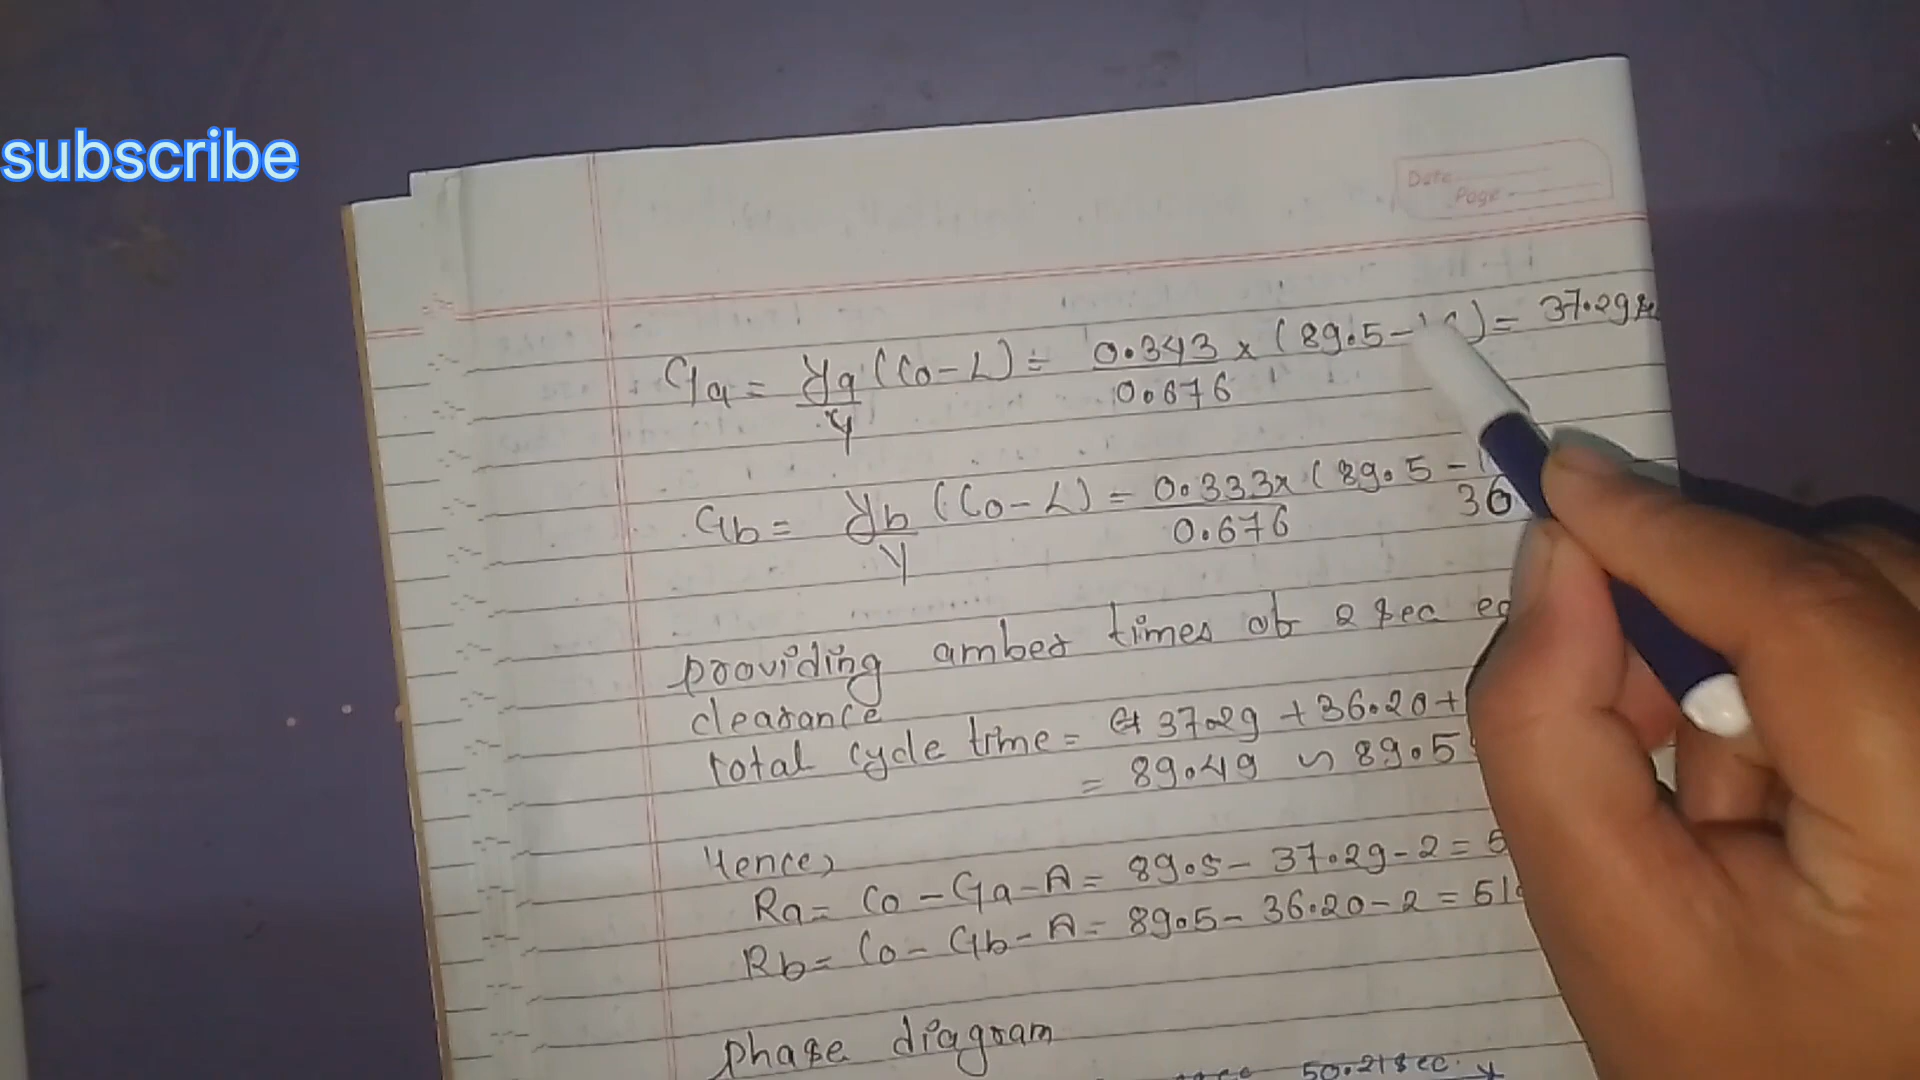 subscribe
Date
Page
Ga = ya/y (Co-L) = 0.343/0.676 x (89.5- ) = 37.29 se
Gb = yb/y (Co-L) = 0.333/0.676 x (89.5 -
36
providing amber times of 2 sec
clearance
total cycle time = 37.29 + 36.20 +
= 89.49 ∽ 89.5
Hence,
Ra = Co - Ga - A = 89.5 - 37.29 - 2 = 5
Rb = Co - Gb - A = 89.5 - 36.20 - 2 = 51
phase diagram
50.21 sec.